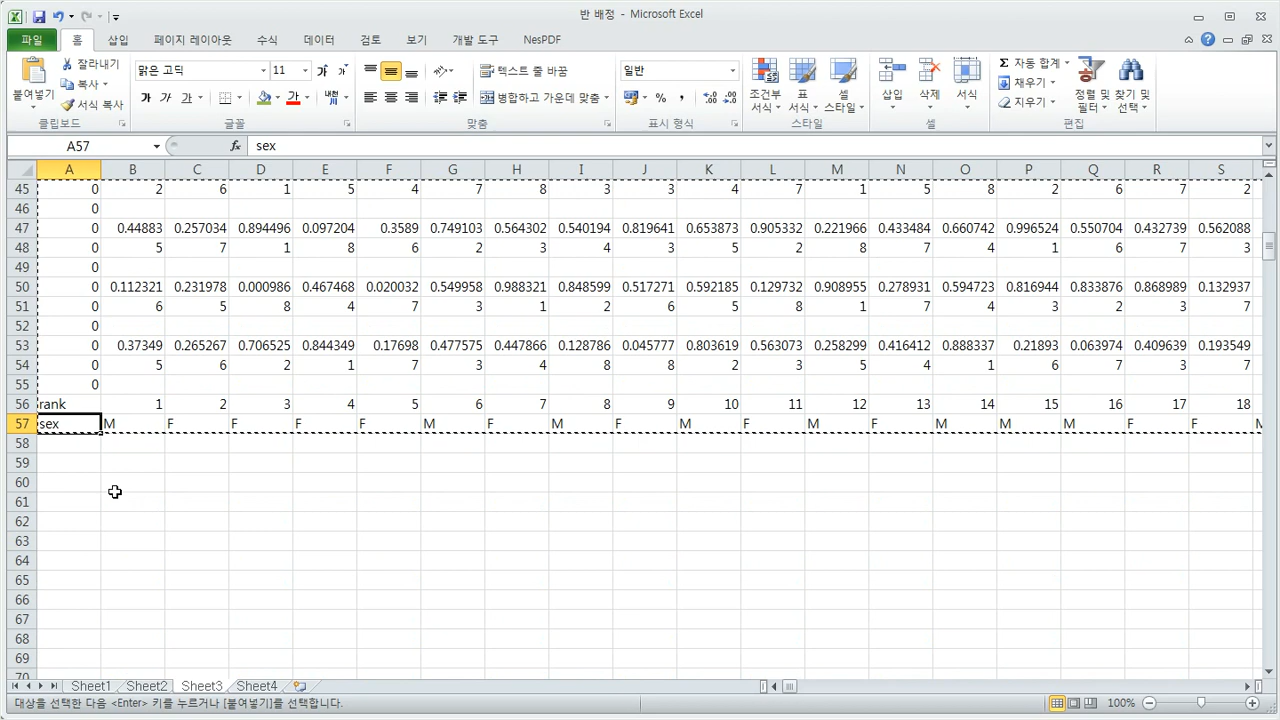 반 배정 - Microsoft Excel
파일 홈 삽입 페이지 레이아웃 수식 데이터 검토 보기 개발 도구 NesPDF
붙여넣기 잘라내기 복사 서식 복사 클립보드
맑은 고딕 11 가 가 가 가 가 가 내천 글꼴
텍스트 줄 바꿈 병합하고 가운데 맞춤 맞춤
일반 % , 표시 형식
조건부 서식 표 서식 셀 스타일 스타일
삽입 삭제 서식 셀
Σ 자동 합계 채우기 지우기 정렬 및 필터 찾기 및 선택 편집
A57 fx sex
A B C D E F G H I J K L M N O P Q R S
45 0 2 6 1 5 4 7 8 3 3 4 7 1 5 8 2 6 7 2
46 0
47 0 0.44883 0.257034 0.894496 0.097204 0.3589 0.749103 0.564302 0.540194 0.819641 0.653873 0.905332 0.221966 0.433484 0.660742 0.996524 0.550704 0.432739 0.562088
48 0 5 7 1 8 6 2 3 4 3 5 2 8 7 4 1 6 7 3
49 0
50 0 0.112321 0.231978 0.000986 0.467468 0.020032 0.549958 0.988321 0.848599 0.517271 0.592185 0.129732 0.908955 0.278931 0.594723 0.816944 0.833876 0.868989 0.132937
51 0 6 5 8 4 7 3 1 2 6 5 8 1 7 4 3 2 3 7
52 0
53 0 0.37349 0.265267 0.706525 0.844349 0.17698 0.477575 0.447866 0.128786 0.045777 0.803619 0.563073 0.258299 0.416412 0.888337 0.21893 0.063974 0.409639 0.193549
54 0 5 6 2 1 7 3 4 8 8 2 3 5 4 1 6 7 3 7
55 0
56 rank 1 2 3 4 5 6 7 8 9 10 11 12 13 14 15 16 17 18
57 sex M F F F F M F M F M F M F M M M F F M
58
59
60
61
62
63
64
65
66
67
68
69
70
Sheet1 Sheet2 Sheet3 Sheet4
대상을 선택한 다음 <Enter> 키를 누르거나 [붙여넣기]를 선택합니다. 100%